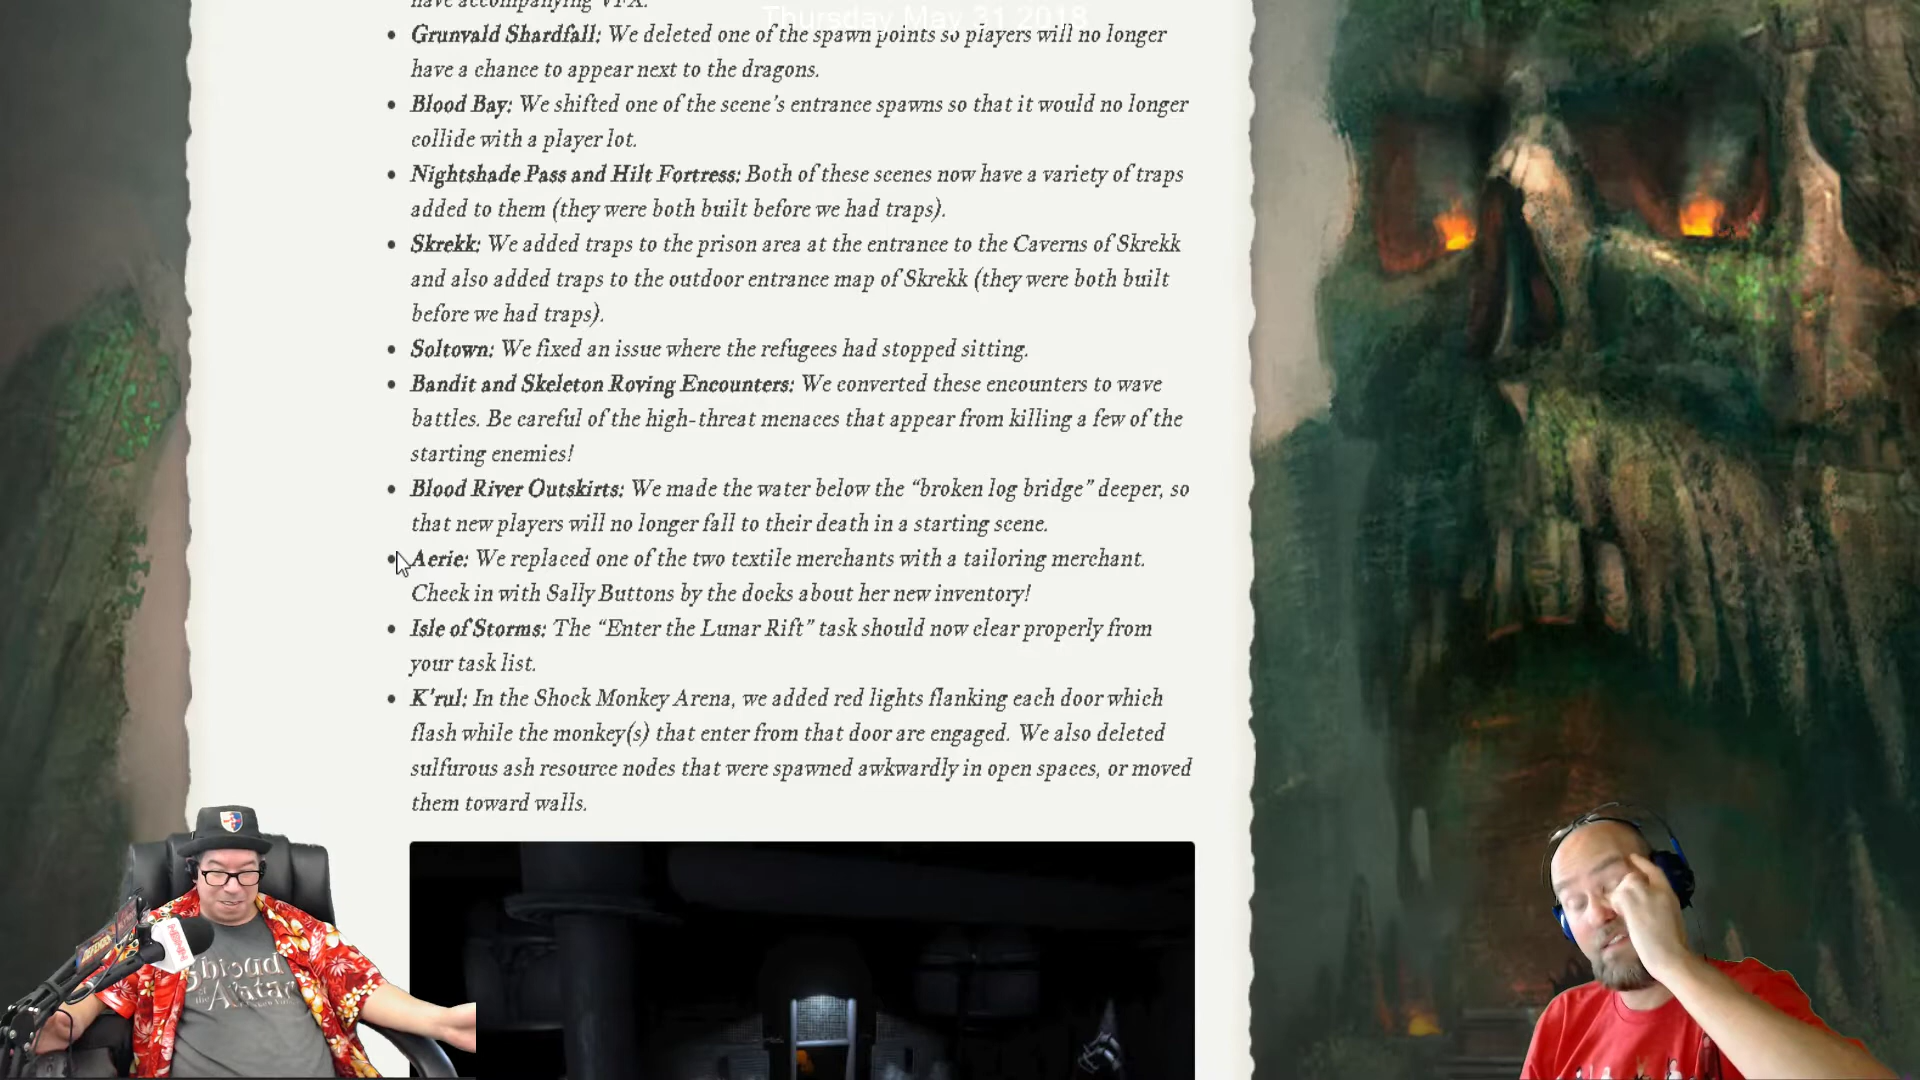 have accompanying VFX.
Thursday May 31 2018
• Grunvald Shardfall: We deleted one of the spawn points so players will no longer
have a chance to appear next to the dragons.
• Blood Bay: We shifted one of the scene’s entrance spawns so that it would no longer
collide with a player lot.
• Nightshade Pass and Hilt Fortress: Both of these scenes now have a variety of traps
added to them (they were both built before we had traps).
• Skrekk: We added traps to the prison area at the entrance to the Caverns of Skrekk
and also added traps to the outdoor entrance map of Skrekk (they were both built
before we had traps).
• Soltown: We fixed an issue where the refugees had stopped sitting.
• Bandit and Skeleton Roving Encounters: We converted these encounters to wave
battles. Be careful of the high-threat menaces that appear from killing a few of the
starting enemies!
• Blood River Outskirts: We made the water below the “broken log bridge” deeper, so
that new players will no longer fall to their death in a starting scene.
• Aerie: We replaced one of the two textile merchants with a tailoring merchant.
Check in with Sally Buttons by the docks about her new inventory!
• Isle of Storms: The “Enter the Lunar Rift” task should now clear properly from
your task list.
• K’rul: In the Shock Monkey Arena, we added red lights flanking each door which
flash while the monkey(s) that enter from that door are engaged. We also deleted
sulfurous ash resource nodes that were spawned awkwardly in open spaces, or moved
them toward walls.
Shroud
of the Avatar